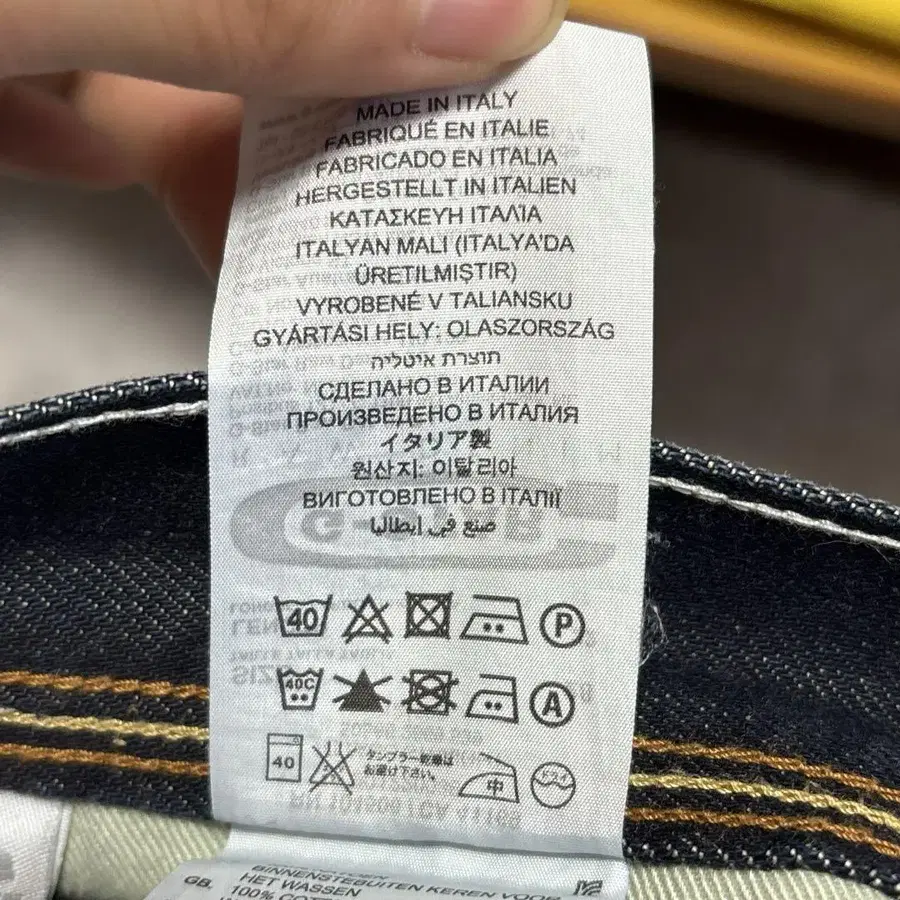 MADE IN ITALY
FABRIQUÉ EN ITALIE
FABRICADO EN ITALIA
HERGESTELLT IN ITALIEN
ΚΑΤΑΣΚΕΥΗ ΙΤΑΛΊΑ
ITALYAN MALI (ITALYA'DA
ÜRETILMIŞTIR)
VYROBENÉ V TALIANSKU
GYÁRTÁSI HELY: OLASZORSZÁG
תוצרת איטליה
СДЕЛАНО В ИТАЛИИ
ПРОИЗВЕДЕНО В ИТАЛИЯ
イタリア製
원산지: 이탈리아
ВИГОТОВЛЕНО В ІТАЛІЇ
صنع في إيطاليا
40 P
40C A
40 タンブラー乾燥は 中
お避け下さい。
BINNENSTEBUITEN KEREN VOOR
HET WASSEN
GB. 100%